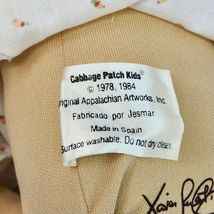 Cabbage Patch Kids®
© 1978, 1984
Original Appalachian Artworks, Inc.
Fabricado por Jesmar
Made in Spain
Surface washable. Do not dry clean.
Xavier